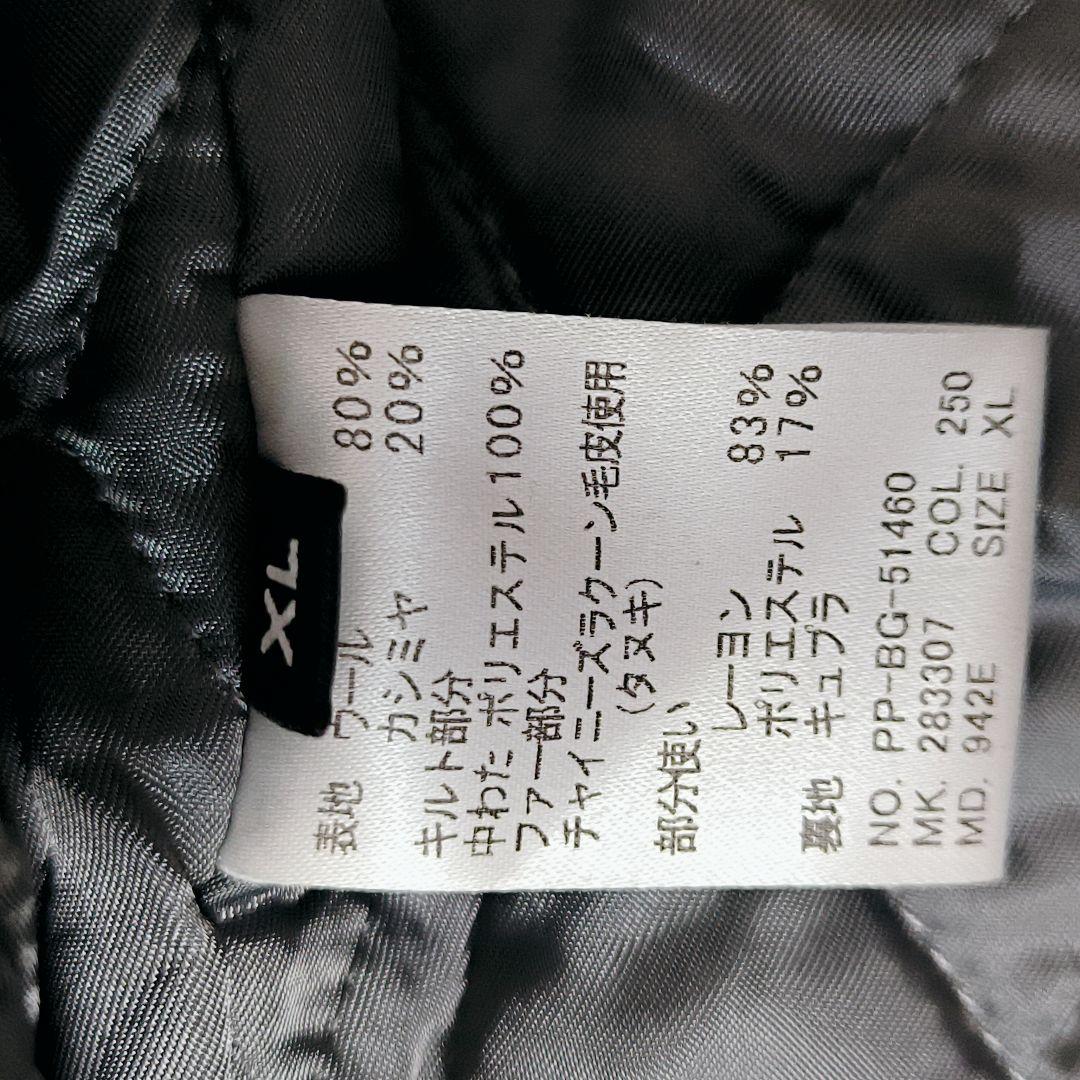 XL
表地 ウール 80%
カシミヤ 20%
キルト部分
中わた ポリエステル100%
ファー部分
チャイニーズラクーン毛皮使用
(タヌキ)
部分使い
レーヨン 83%
ポリエステル 17%
裏地 キュプラ
NO. PP-BG-51460
MK. 283307 COL. 250
MD. 942E SIZE XL